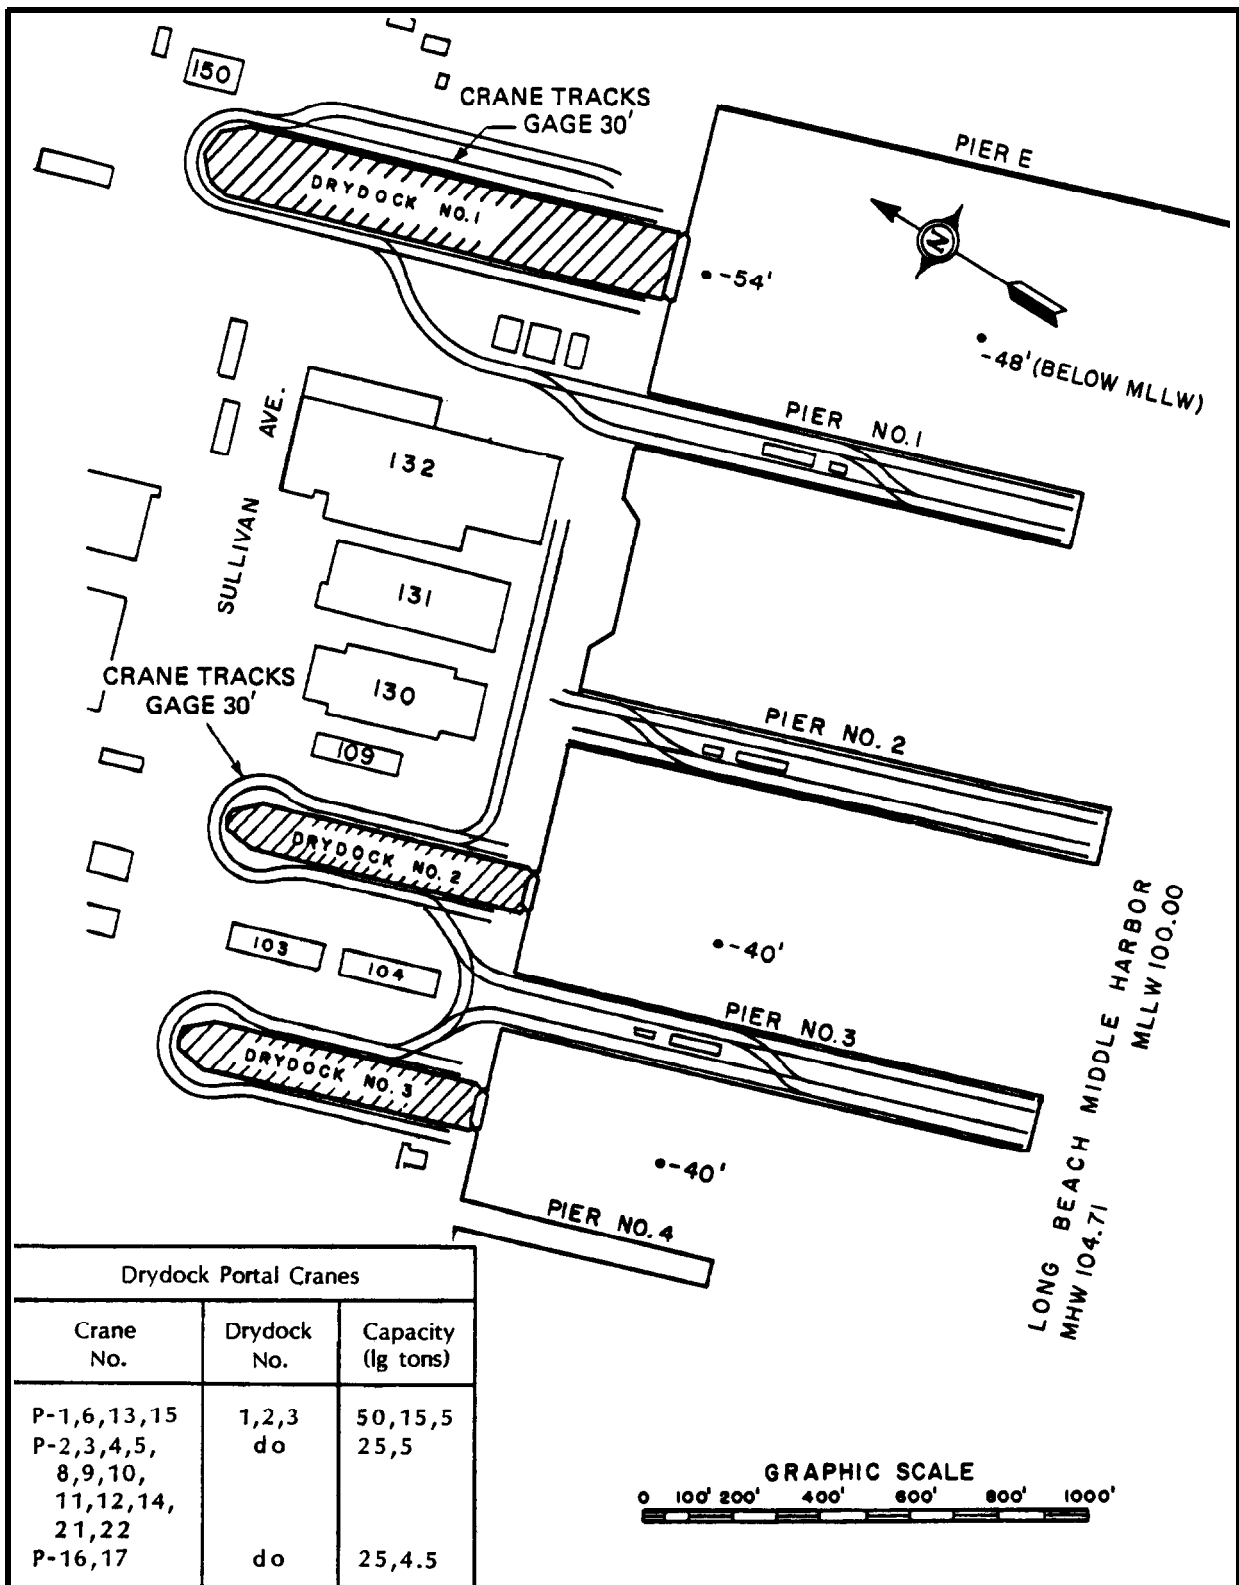 150
CRANE TRACKS
GAGE 30'
PIER E
DRYDOCK NO. 1
N
-54'
-48' (BELOW MLLW)
PIER NO. 1
SULLIVAN AVE.
132
131
CRANE TRACKS
GAGE 30'
130
109
PIER NO. 2
DRYDOCK NO. 2
103
104
-40'
PIER NO. 3
DRYDOCK NO. 3
-40'
PIER NO. 4
LONG BEACH MIDDLE HARBOR
MHW 104.71 MLLW 100.00
Drydock Portal Cranes
Crane No. Drydock No. Capacity (lg tons)
P-1,6,13,15 1,2,3 50,15,5
P-2,3,4,5, do 25,5
8,9,10,
11,12,14,
21,22
P-16,17 do 25,4.5
GRAPHIC SCALE
0 100' 200' 400' 600' 800' 1000'